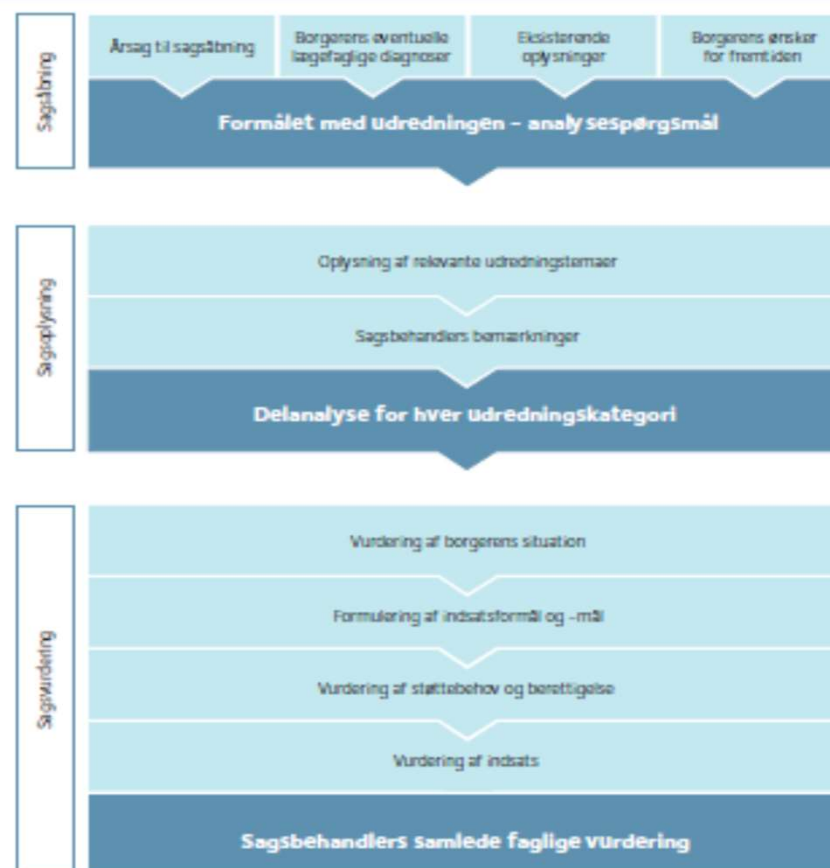 Sagsåbning
Årsag til sagsåbning
Borgerens eventuelle
lægefaglige diagnoser
Eksisterende
oplysninger
Borgerens ønsker
for fremtiden
Formålet med udredningen – analysespørgsmål
Sagsoplysning
Oplysning af relevante udredningstemaer
Sagsbehandlers bemærkninger
Delanalyse for hver udredningskategori
Sagsvurdering
Vurdering af borgerens situation
Formulering af indsatsformål og -mål
Vurdering af støttebehov og berettigelse
Vurdering af indsats
Sagsbehandlers samlede faglige vurdering